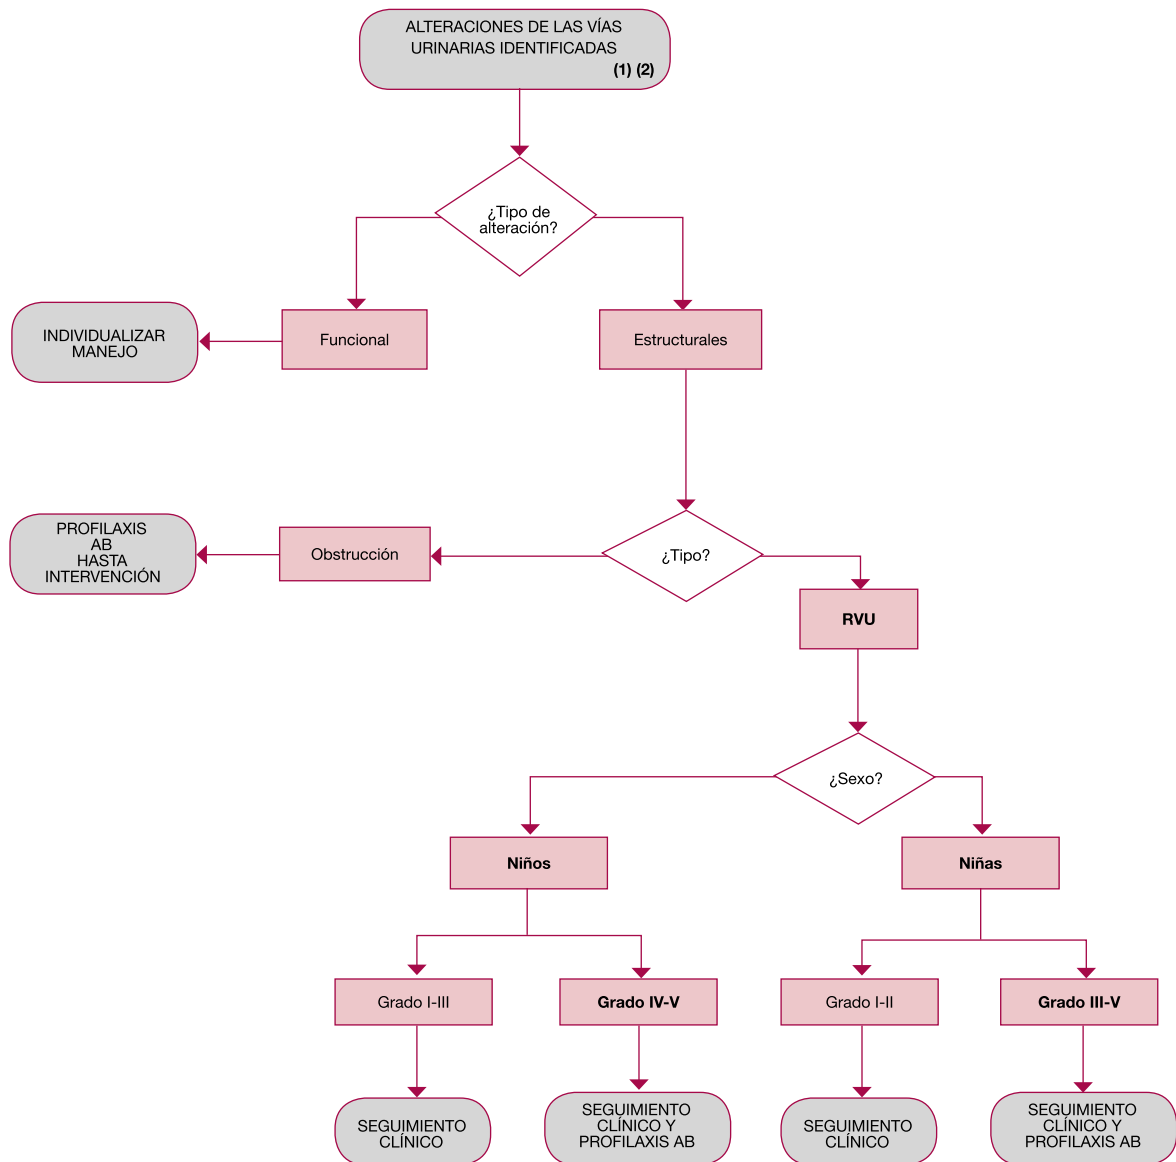 ALTERACIONES DE LAS VÍAS
URINARIAS IDENTIFICADAS
(1) (2)
¿Tipo de
alteración?
INDIVIDUALIZAR
MANEJO
Funcional
Estructurales
PROFILAXIS
AB
HASTA
INTERVENCIÓN
Obstrucción
¿Tipo?
RVU
¿Sexo?
Niños
Niñas
Grado I-III
Grado IV-V
Grado I-II
Grado III-V
SEGUIMIENTO
CLÍNICO
SEGUIMIENTO
CLÍNICO Y
PROFILAXIS AB
SEGUIMIENTO
CLÍNICO
SEGUIMIENTO
CLÍNICO Y
PROFILAXIS AB